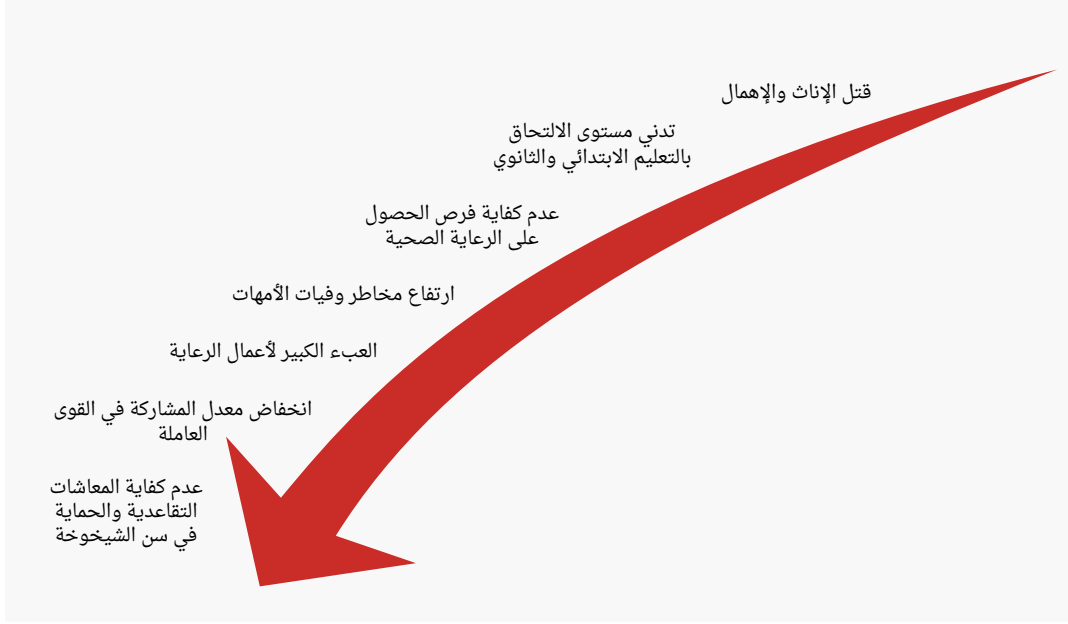 قتل الإناث والإهمال
تدني مستوى الالتحاق
بالتعليم الابتدائي والثانوي
عدم كفاية فرص الحصول
على الرعاية الصحية
ارتفاع مخاطر وفيات الأمهات
العبء الكبير لأعمال الرعاية
انخفاض معدل المشاركة في القوى
العاملة
عدم كفاية المعاشات
التقاعدية والحماية
في سن الشيخوخة